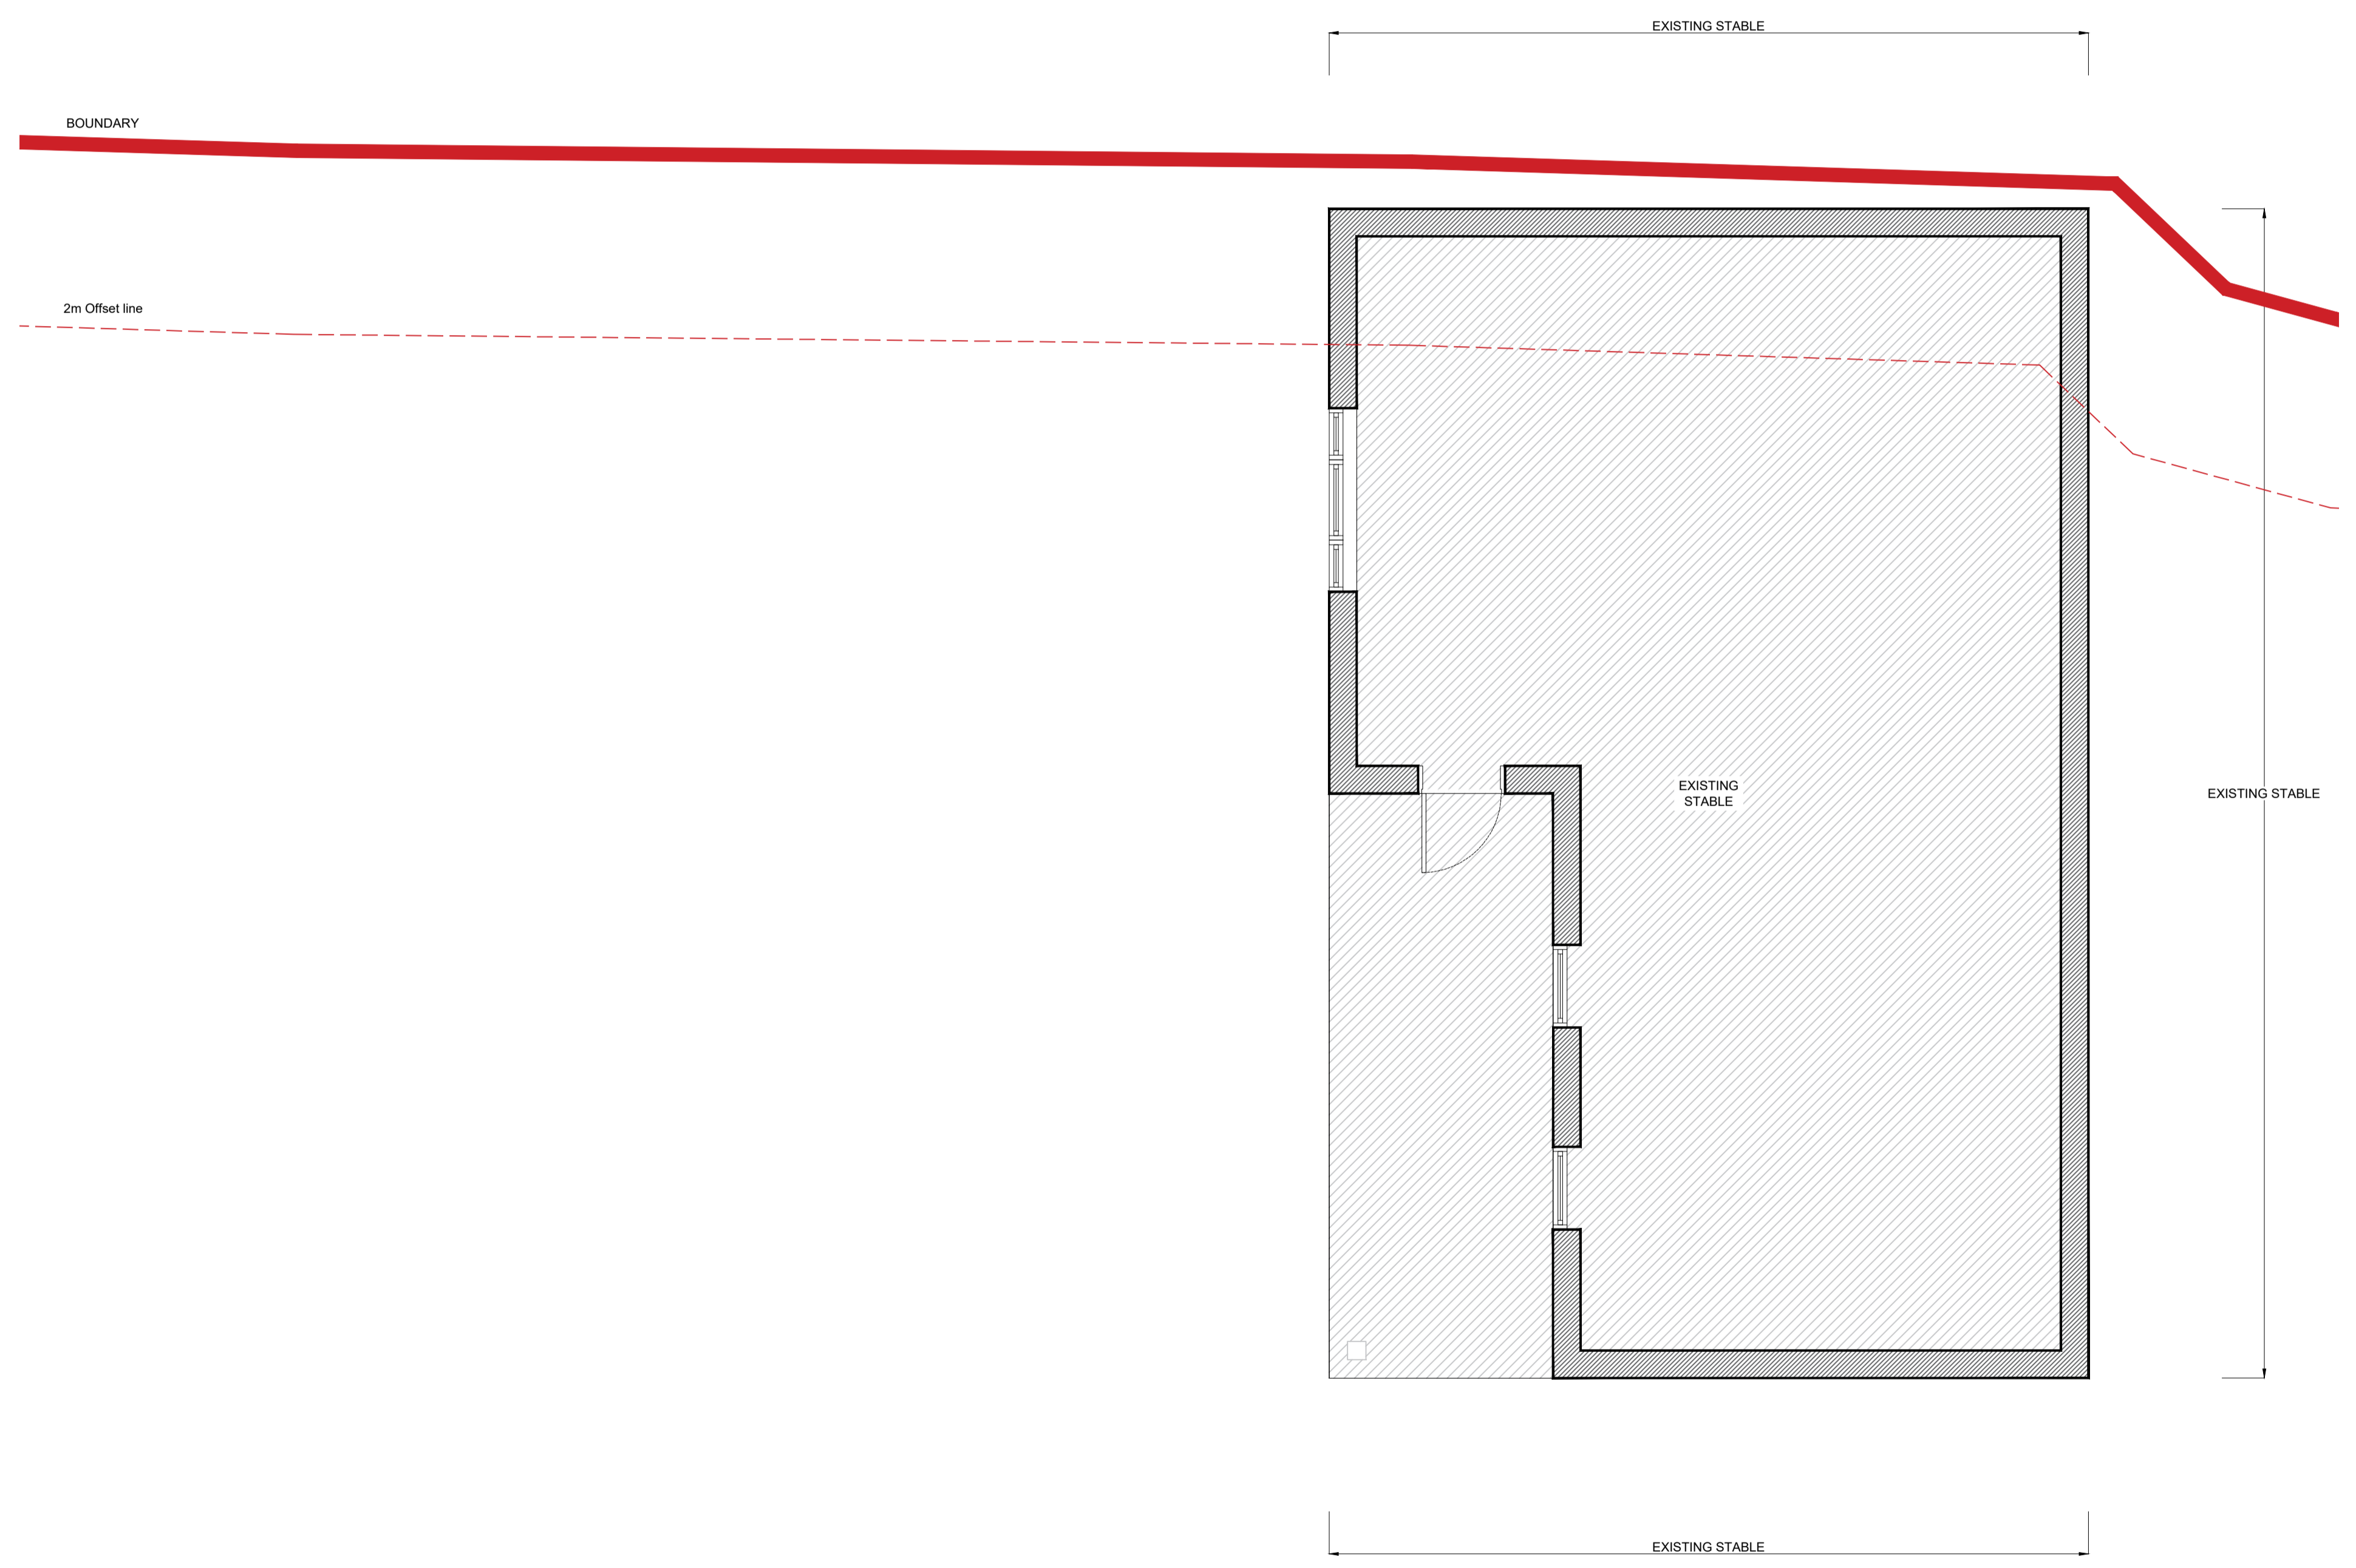 EXISTING STABLE
BOUNDARY
2m Offset line
EXISTING
STABLE
EXISTING STABLE
EXISTING STABLE